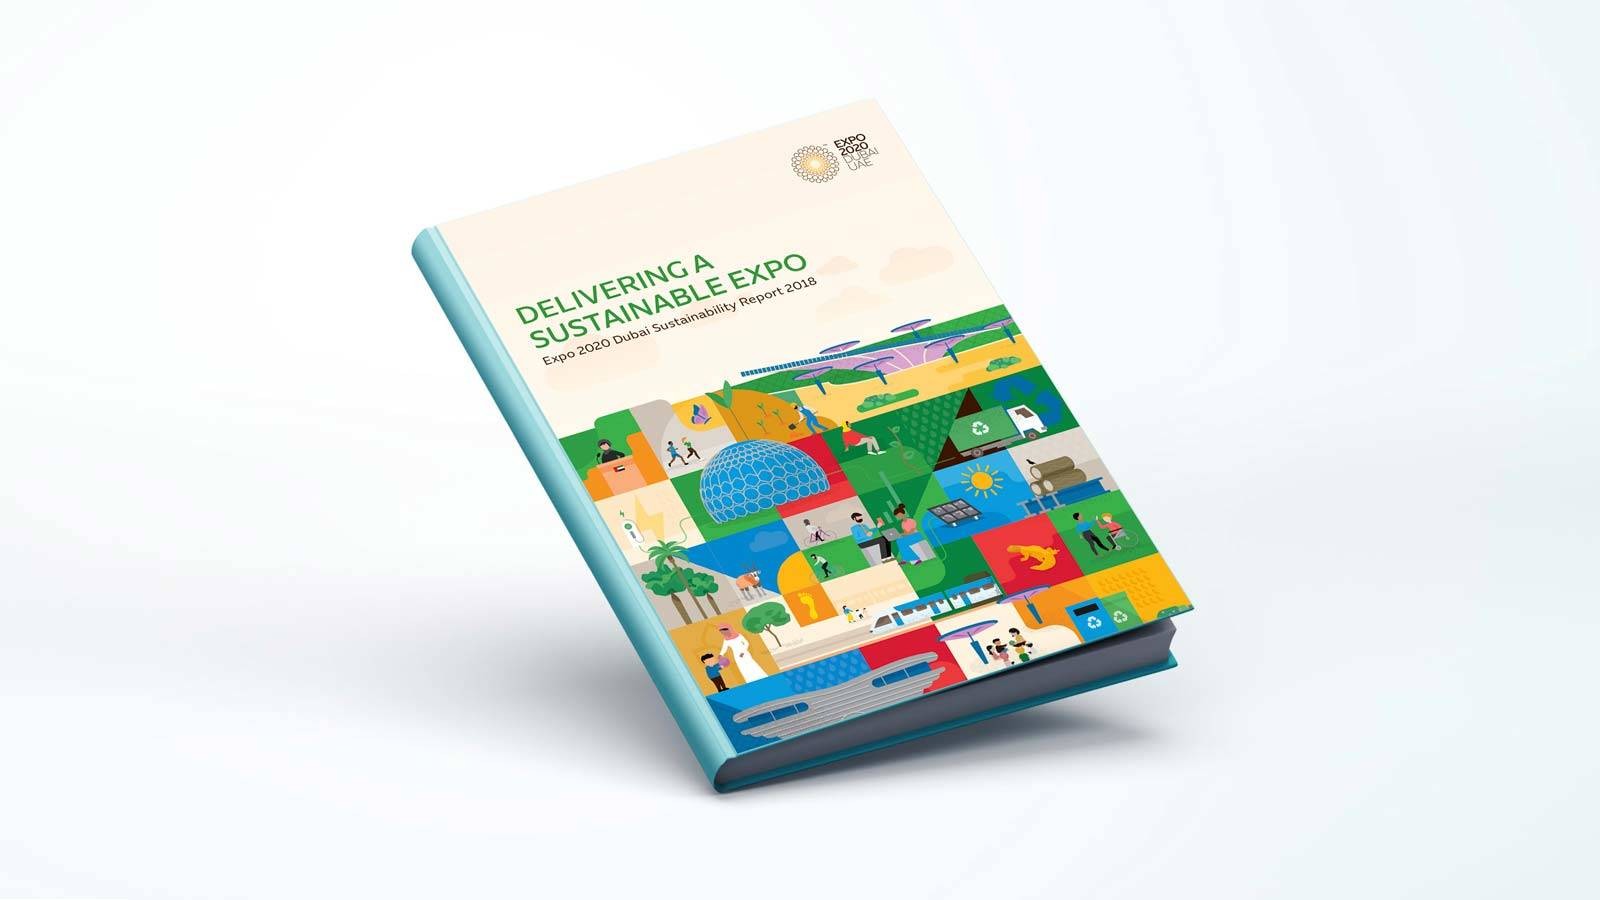 EXPO
2020
DUBAI
UAE
DELIVERING A
SUSTAINABLE EXPO
Expo 2020 Dubai Sustainability Report 2018